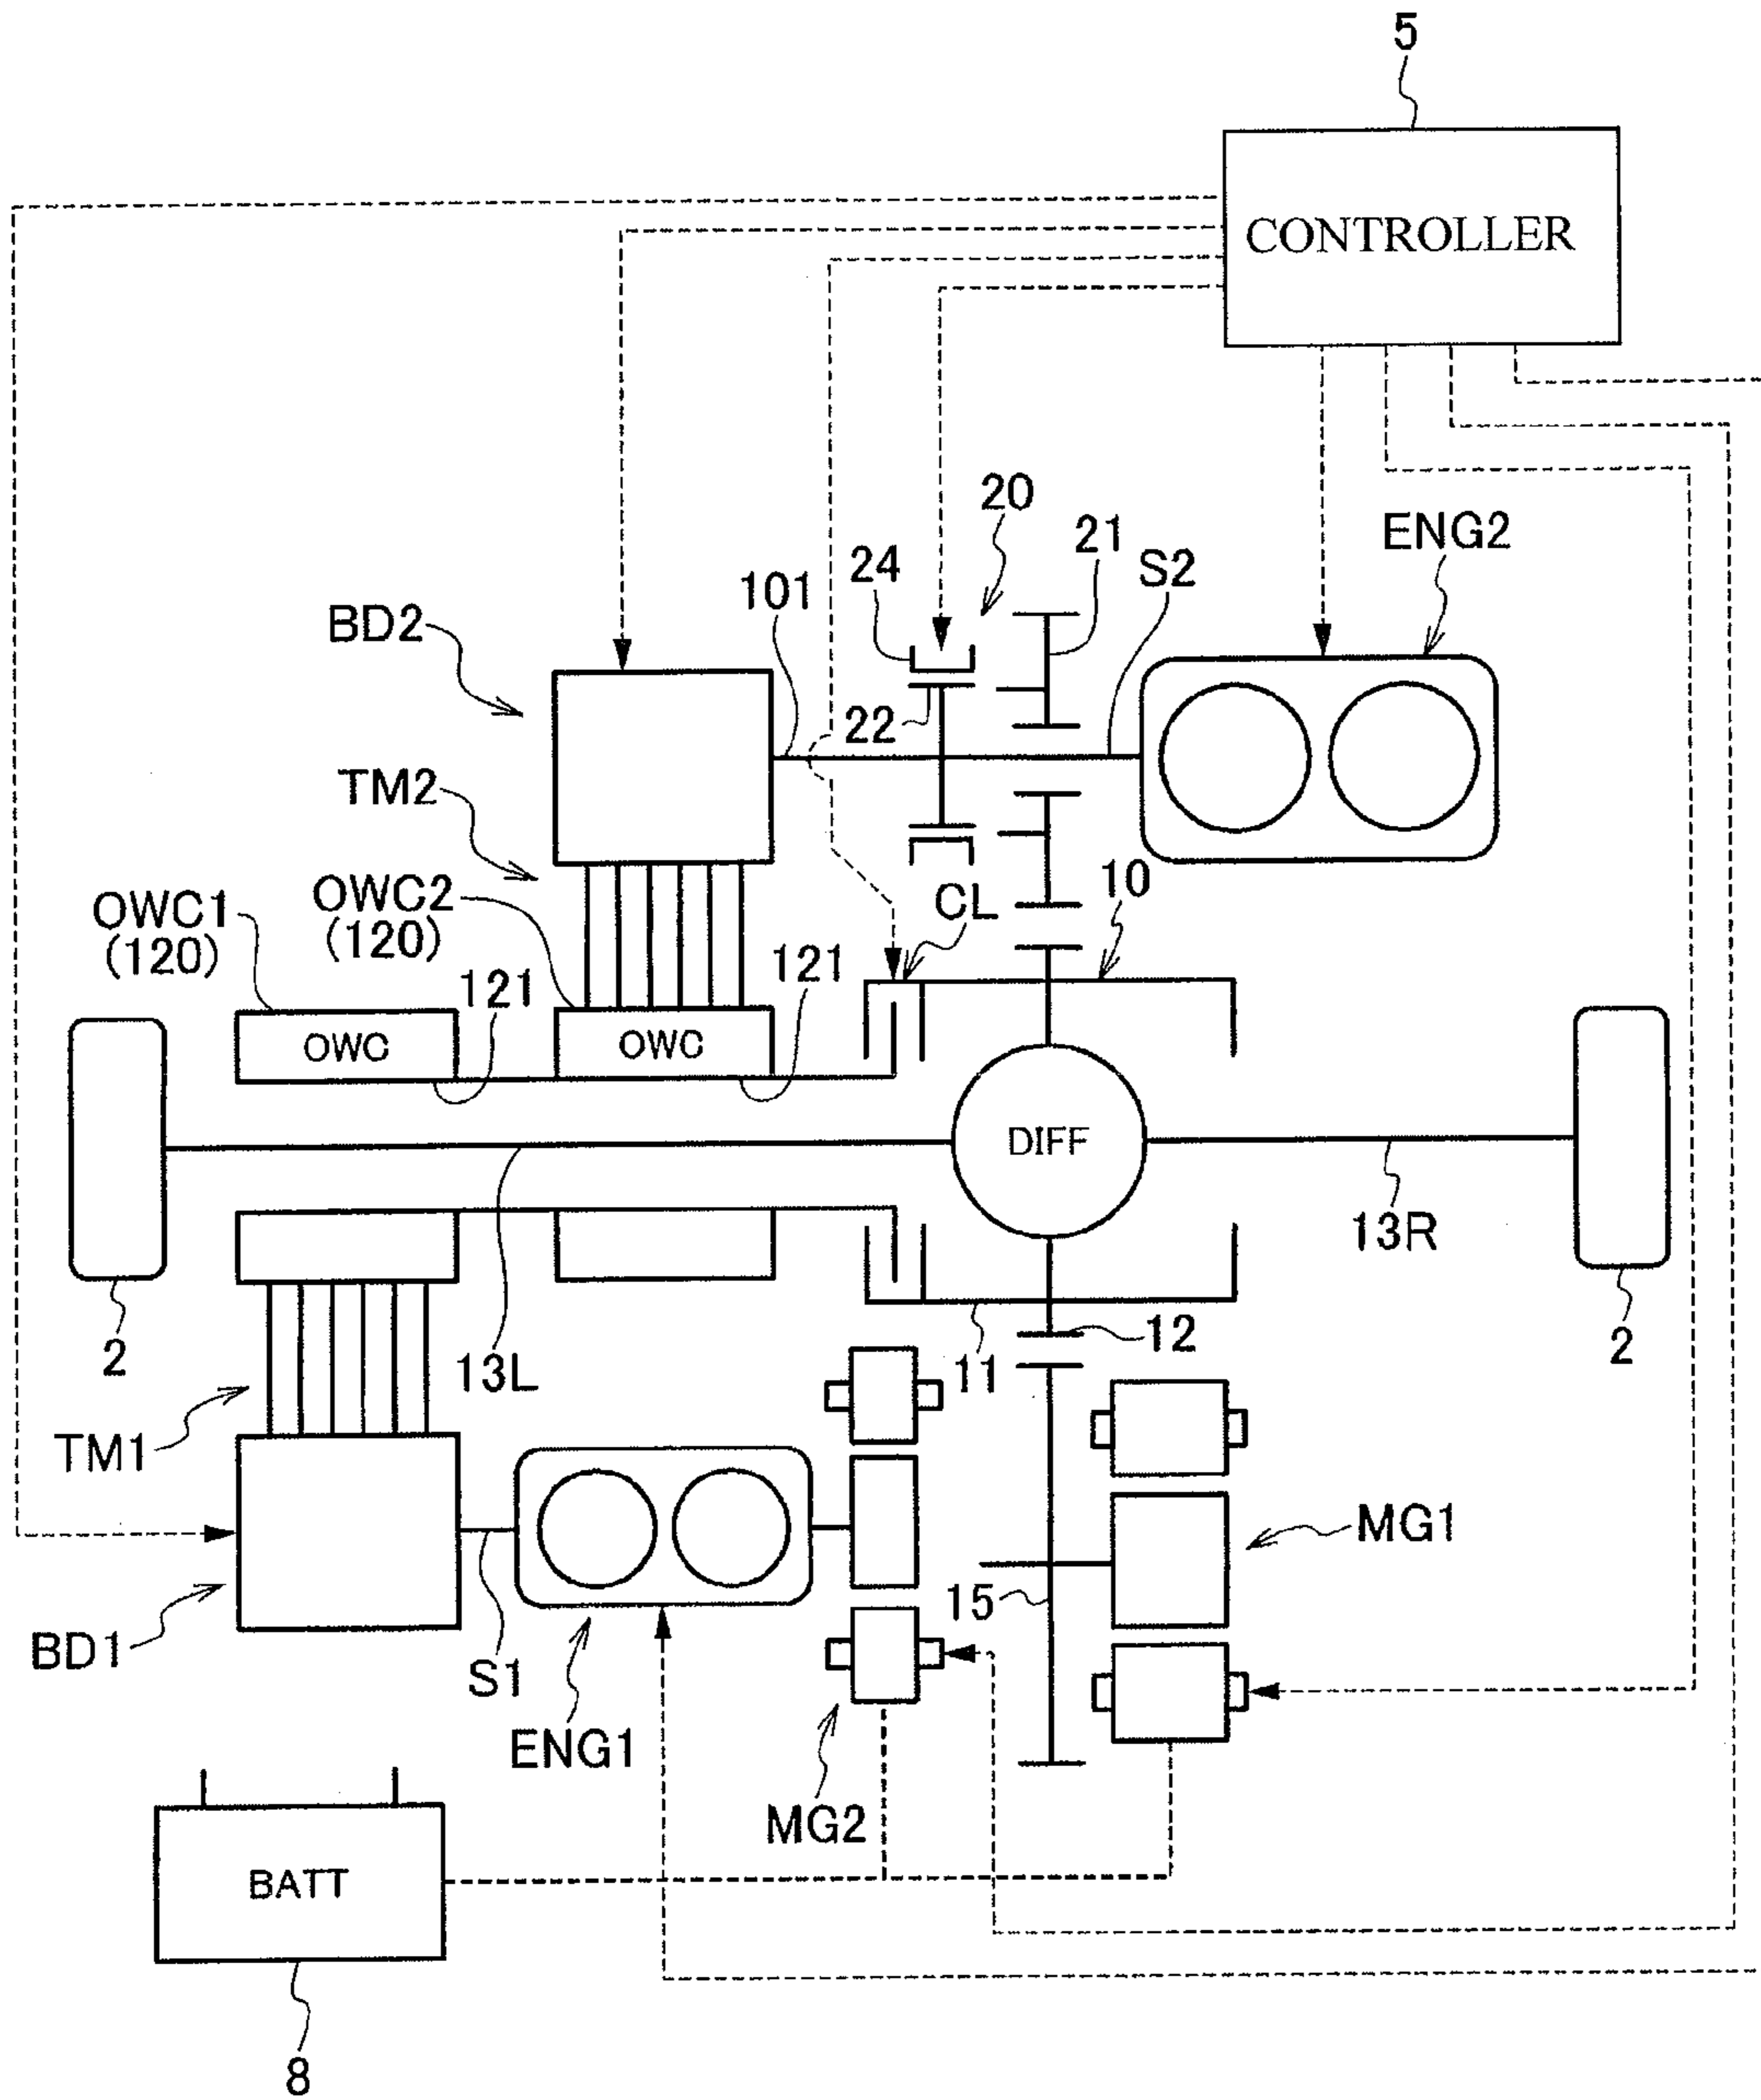 5
CONTROLLER
20
21
ENG2
24
S2
101
BD2
22
TM2
OWC1
(120)
OWC2
(120)
CL
10
121
121
OWC
OWC
DIFF
13R
2
13L
11
12
2
TM1
MG1
15
BD1
S1
ENG1
MG2
BATT
8